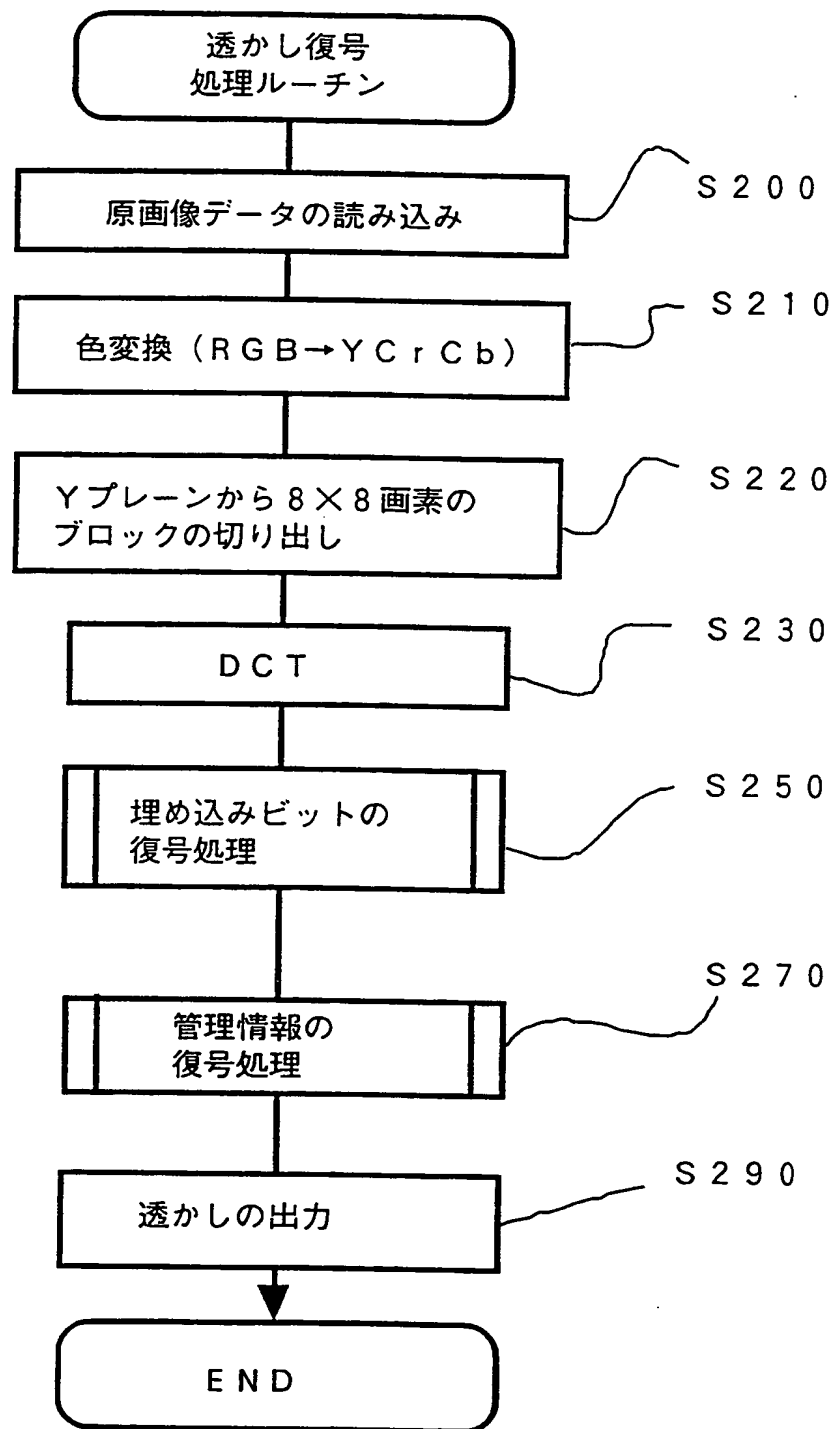 透かし復号
処理ルーチン
原画像データの読み込み
S200
色変換(RGB→YCrCb)
S210
Yプレーンから8×8画素の
ブロックの切り出し
S220
DCT
S230
埋め込みビットの
復号処理
S250
管理情報の
復号処理
S270
透かしの出力
S290
END